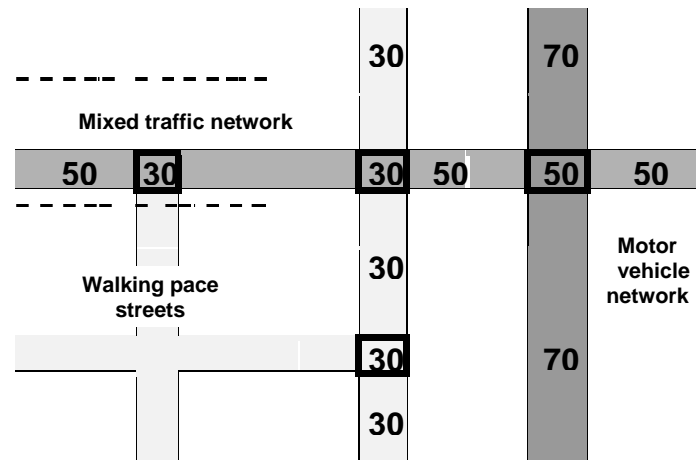 30
70
Mixed traffic network
50 30 30 50 50 50
30
Motor
vehicle
network
Walking pace
streets
30
70
30